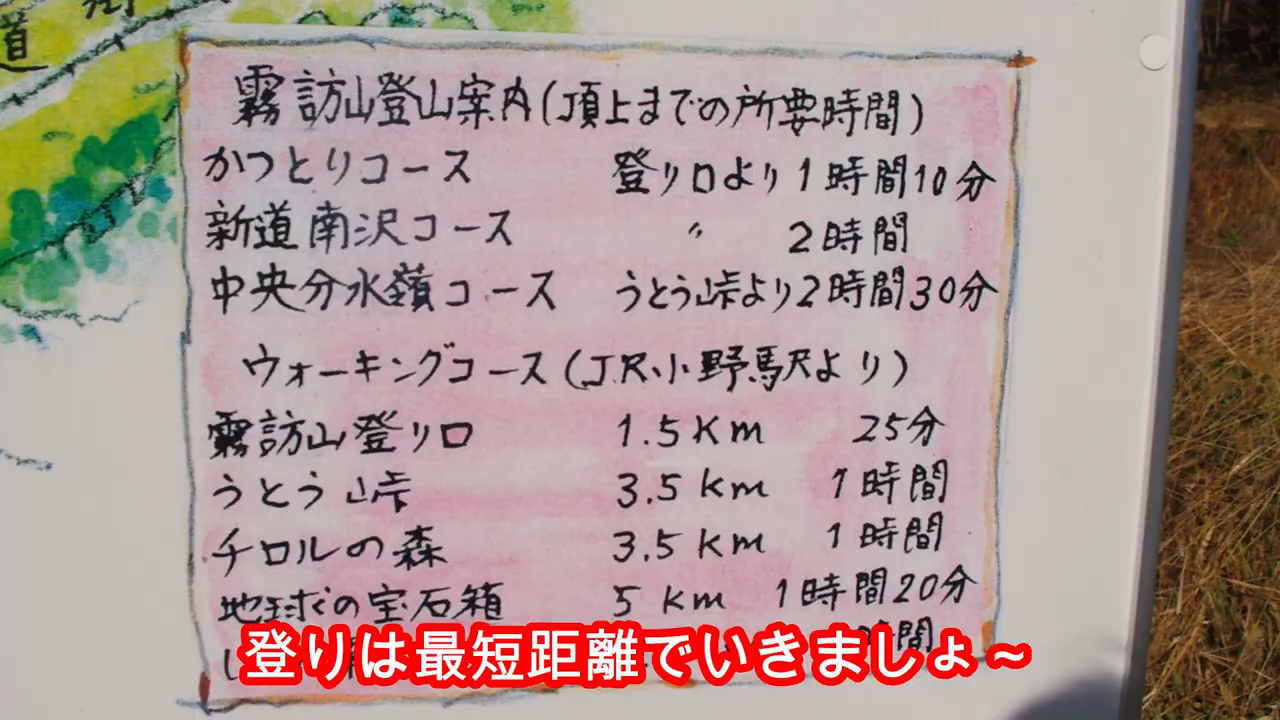 道
霧訪山登山案内(頂上までの所要時間)
かっとりコース 登り口より1時間10分
新道南沢コース 〃 2時間
中央分水嶺コース うとう峠より2時間30分
ウォーキングコース(JR小野駅より)
霧訪山登り口 1.5Km 25分
うとう峠 3.5Km 1時間
チロルの森 3.5Km 1時間
地球の宝石箱 5Km 1時間20分
時間
登りは最短距離でいきましょ～